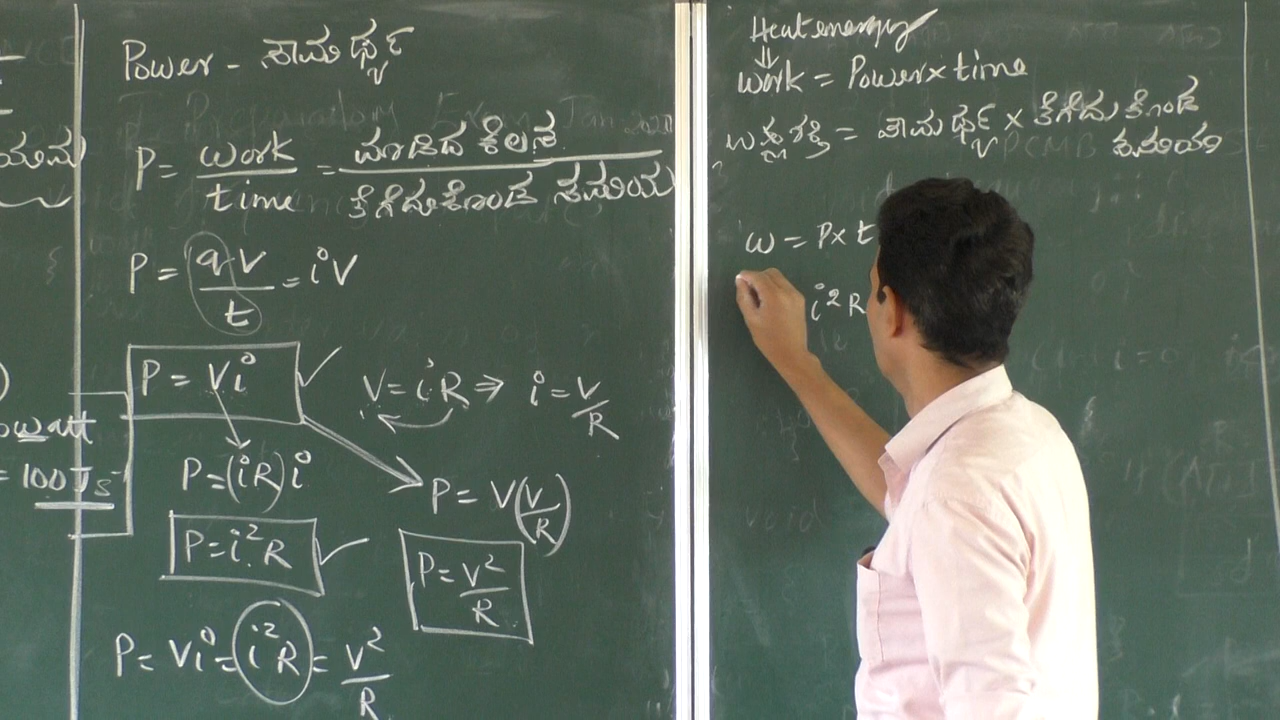 Power - ಸಾಮರ್ಥ್ಯ
P = work / time = ಮಾಡಿದ ಕೆಲಸ / ತೆಗೆದುಕೊಂಡ ಸಮಯ
P = qV / t = iV
P = Vi
V = iR ⇒ i = V / R
P = (iR)i
P = V(V / R)
P = i²R
P = V² / R
P = Vi = i²R = V² / R
watt
= 100 Js
Heat energy
⇓
work = Power × time
= ಸಾಮರ್ಥ್ಯ × ತೆಗೆದುಕೊಂಡ
ಸಮಯ
W = P × t
i²R